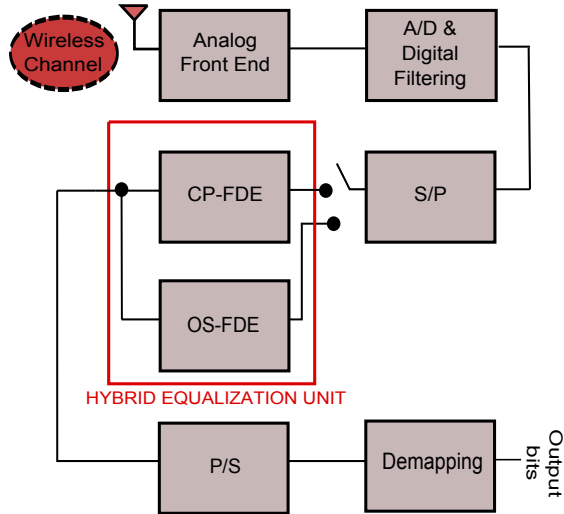 Wireless
Channel
Analog
Front End
A/D &
Digital
Filtering
CP-FDE
S/P
OS-FDE
HYBRID EQUALIZATION UNIT
P/S
Demapping
Output
bits